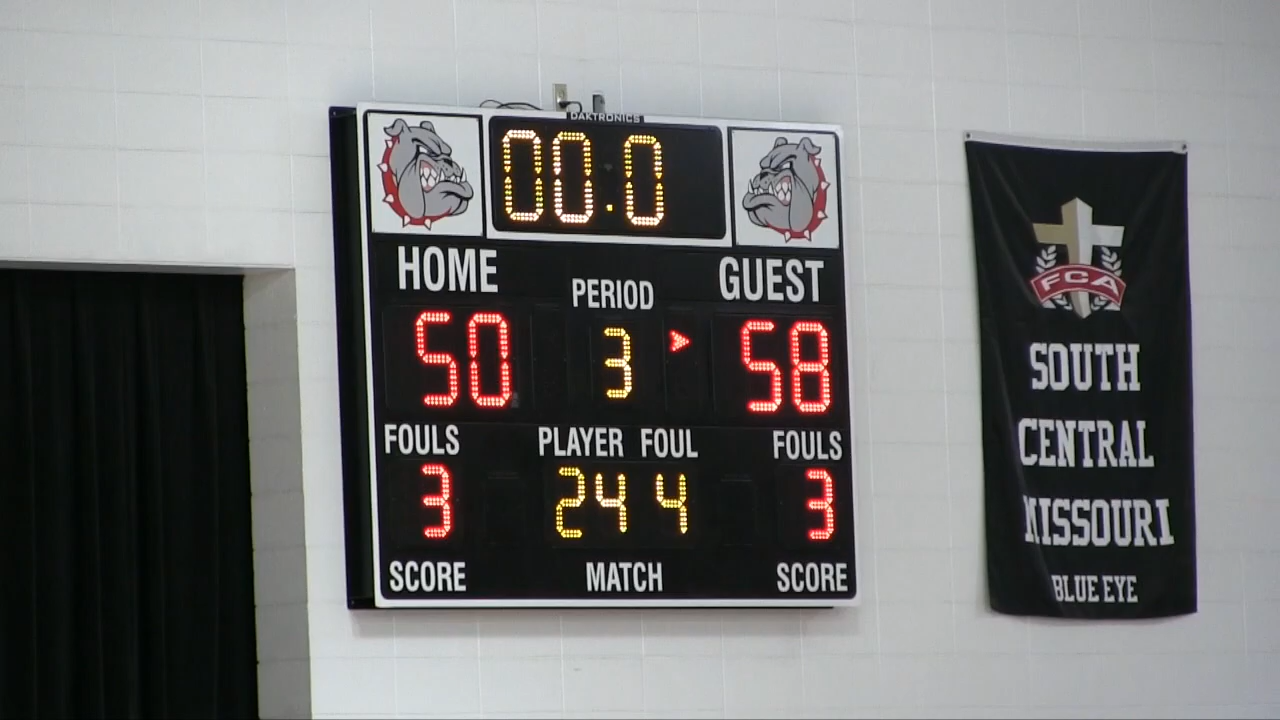 DAKTRONICS
00.0
HOME
GUEST
PERIOD
50
3
58
FOULS
PLAYER FOUL
FOULS
3
24 4
3
SCORE
MATCH
SCORE
FCA
SOUTH
CENTRAL
MISSOURI
BLUE EYE